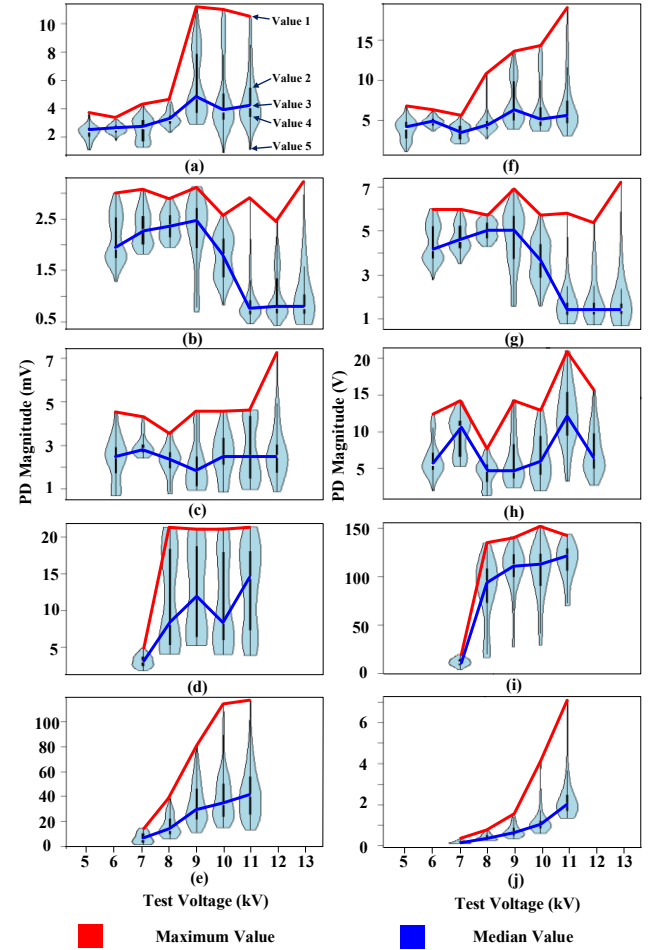 10
8
6
4
2
Value 1
Value 2
Value 3
Value 4
Value 5
(a)
15
10
5
(f)
2.5
1.5
0.5
(b)
7
5
3
1
(g)
PD Magnitude (mV)
7
5
3
1
(c)
PD Magnitude (V)
20
15
10
5
(h)
20
15
10
5
(d)
150
100
50
0
(i)
100
80
60
40
20
0
5 6 7 8 9 10 11 12 13
(e)
Test Voltage (kV)
6
4
2
0
5 6 7 8 9 10 11 12 13
(j)
Test Voltage (kV)
Maximum Value
Median Value